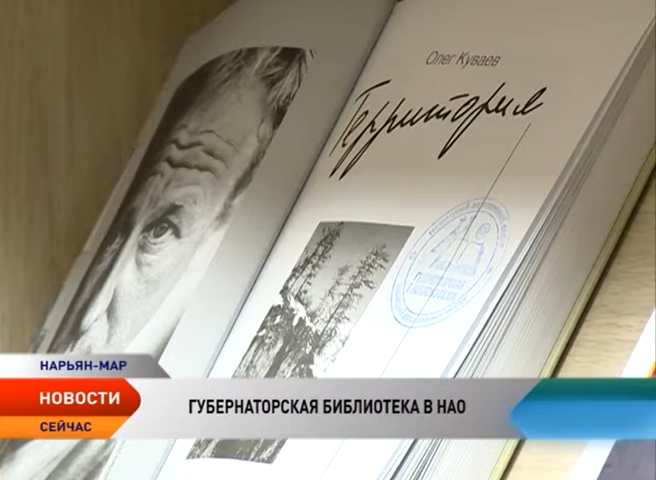 Олег Куваев
Территория
НАРЬЯН-МАР
НОВОСТИ
СЕЙЧАС
ГУБЕРНАТОРСКАЯ БИБЛИОТЕКА В НАО